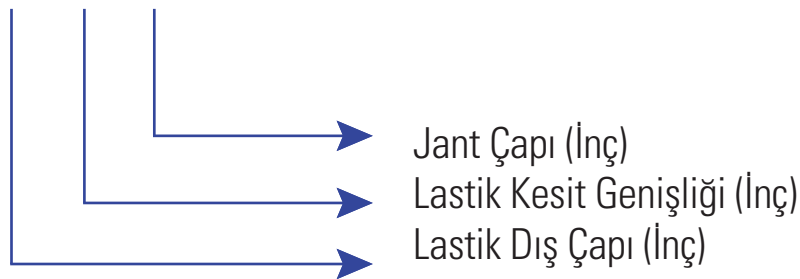 Jant Çapı (İnç)
Lastik Kesit Genişliği (İnç)
Lastik Dış Çapı (İnç)